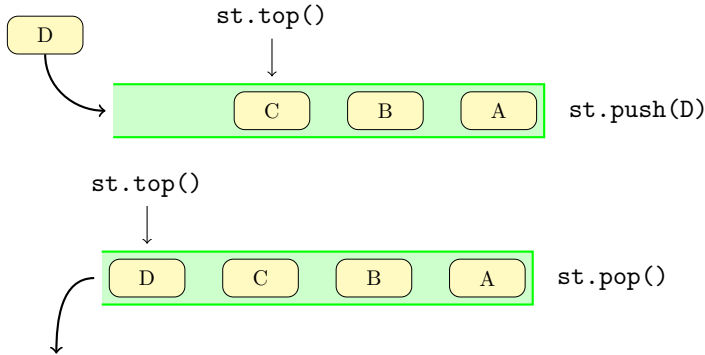 st.top()
D
C B A st.push(D)
st.top()
D C B A st.pop()